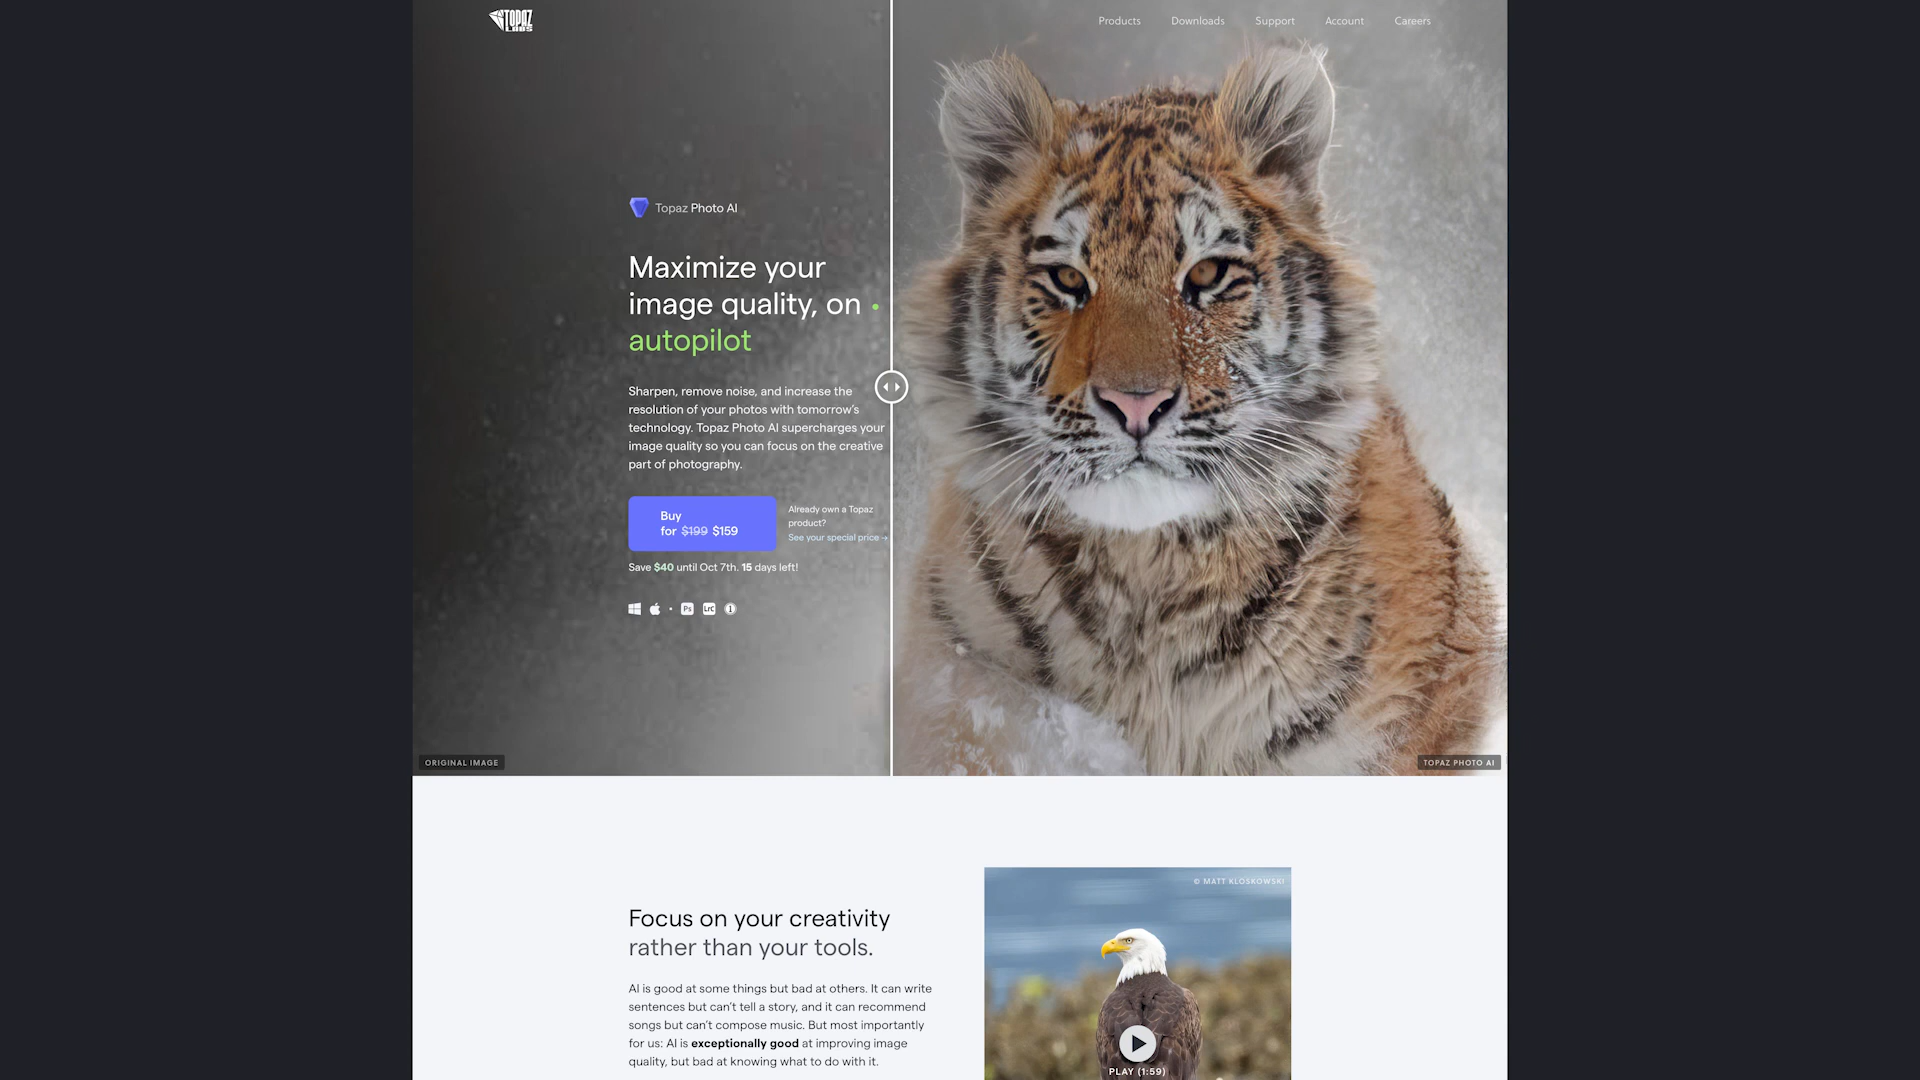 TOPAZ
LABS
Products
Downloads
Support
Account
Careers
Topaz Photo AI
Maximize your
image quality, on •
autopilot
Sharpen, remove noise, and increase the
resolution of your photos with tomorrow's
technology. Topaz Photo AI supercharges your
image quality so you can focus on the creative
part of photography.
Buy
for $199 $159
Already own a Topaz
product?
See your special price→
Save $40 until Oct 7th. 15 days left!
Ps
LrC
ORIGINAL IMAGE
TOPAZ PHOTO AI
© MATT KLOSKOWSKI
Focus on your creativity
rather than your tools.
AI is good at some things but bad at others. It can write
sentences but can't tell a story, and it can recommend
songs but can't compose music. But most importantly
for us: AI is exceptionally good at improving image
quality, but bad at knowing what to do with it.
PLAY (1:59)